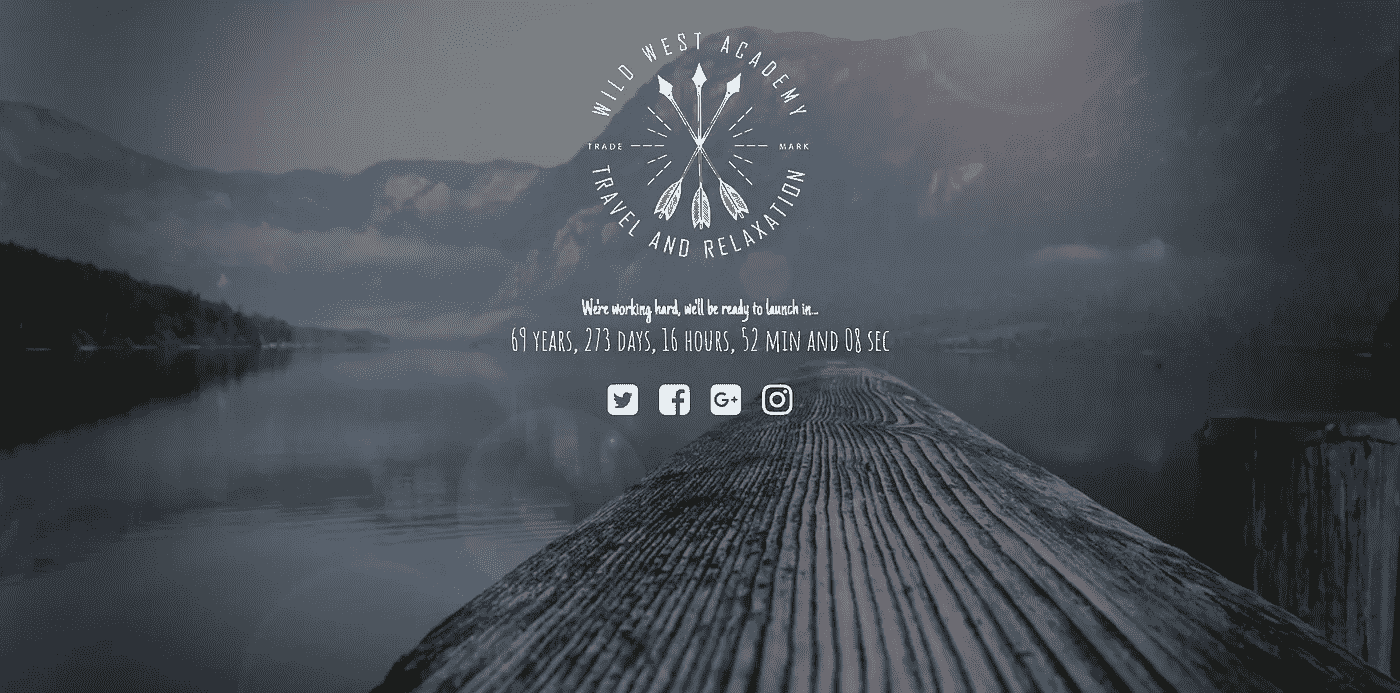 WILD WEST ACADEMY
TRADE MARK
TRAVEL AND RELAXATION
We're working hard, we'll be ready to launch in...
69 YEARS, 273 DAYS, 16 HOURS, 52 MIN AND 08 SEC
G+